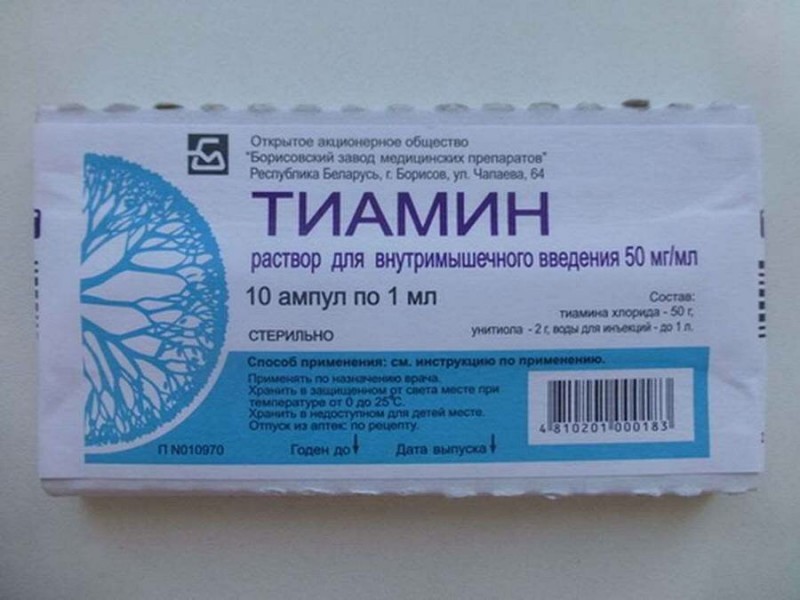 Открытое акционерное общество
"Борисовский завод медицинских препаратов"
Республика Беларусь, г. Борисов, ул. Чапаева, 64
ТИАМИН
раствор для внутримышечного введения 50 мг/мл
10 ампул по 1 мл
Состав:
тиамина хлорида - 50 г,
унитиола - 2 г, воды для инъекций - до 1 л.
СТЕРИЛЬНО
Способ применения: см. инструкцию по применению.
Применять по назначению врача.
Хранить в защищенном от света месте при
температуре от 0 до 25°С.
Хранить в недоступном для детей месте.
Отпуск из аптек: по рецепту.
4 810201 000183
П N010970
Годен до
Дата выпуска